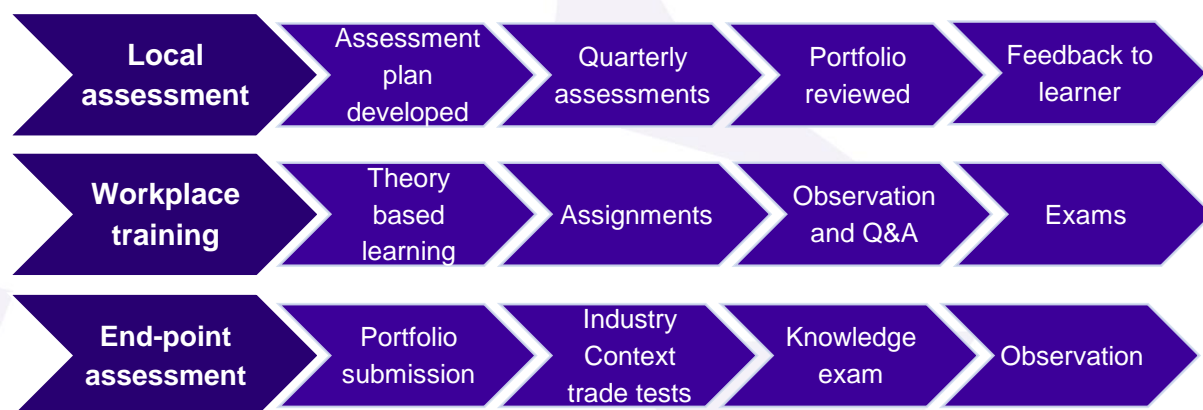 Local
assessment
Assessment
plan
developed
Quarterly
assessments
Portfolio
reviewed
Feedback to
learner
Workplace
training
Theory
based
learning
Assignments
Observation
and Q&A
Exams
End-point
assessment
Portfolio
submission
Industry
Context
trade tests
Knowledge
exam
Observation